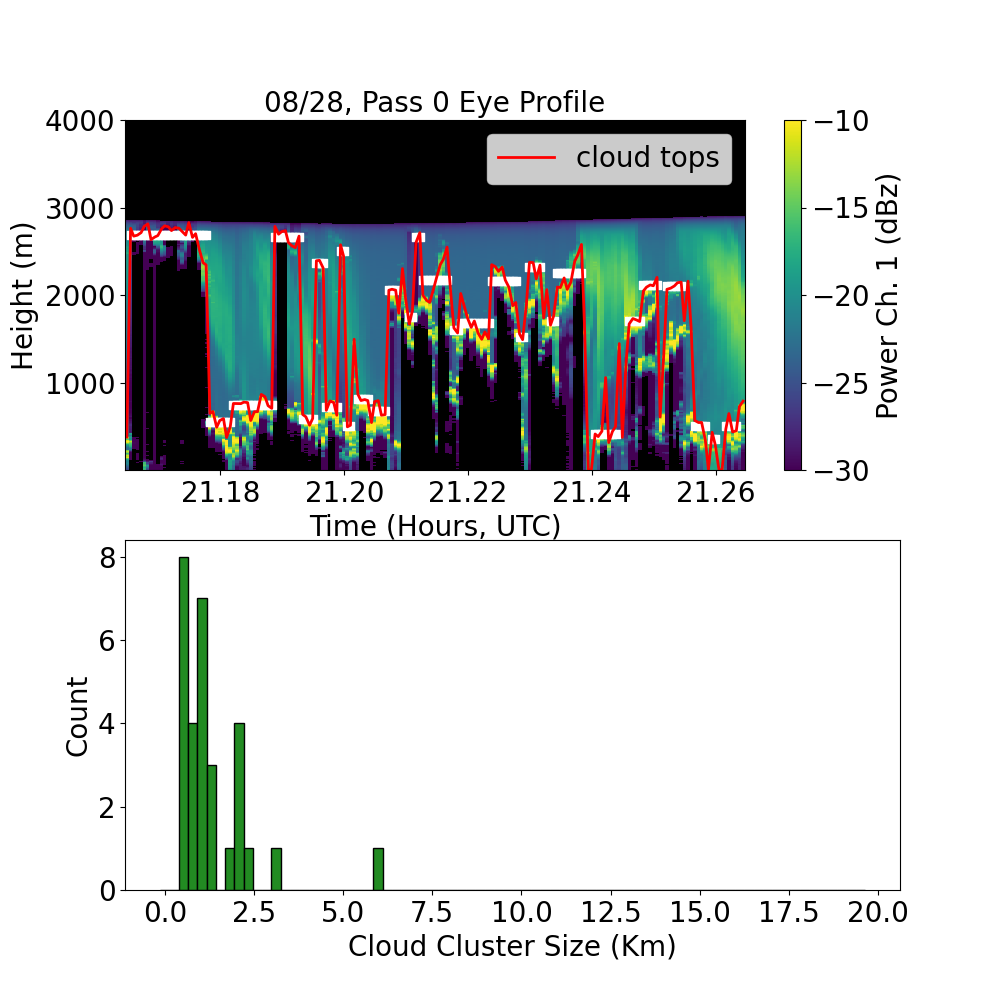 08/28, Pass 0 Eye Profile
4000
3000
2000
1000
Height (m)
cloud tops
−10
−15
−20
−25
−30
Power Ch. 1 (dBz)
21.18 21.20 21.22 21.24 21.26
Time (Hours, UTC)
8
6
4
2
0
Count
0.0 2.5 5.0 7.5 10.0 12.5 15.0 17.5 20.0
Cloud Cluster Size (Km)